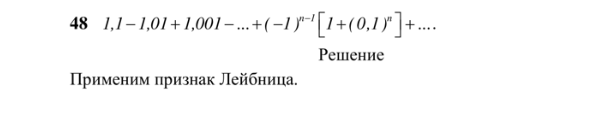 48 1,1−1,01+1,001−...+(−1)ⁿ⁻¹[1+(0,1)ⁿ]+....
Решение
Применим признак Лейбница.